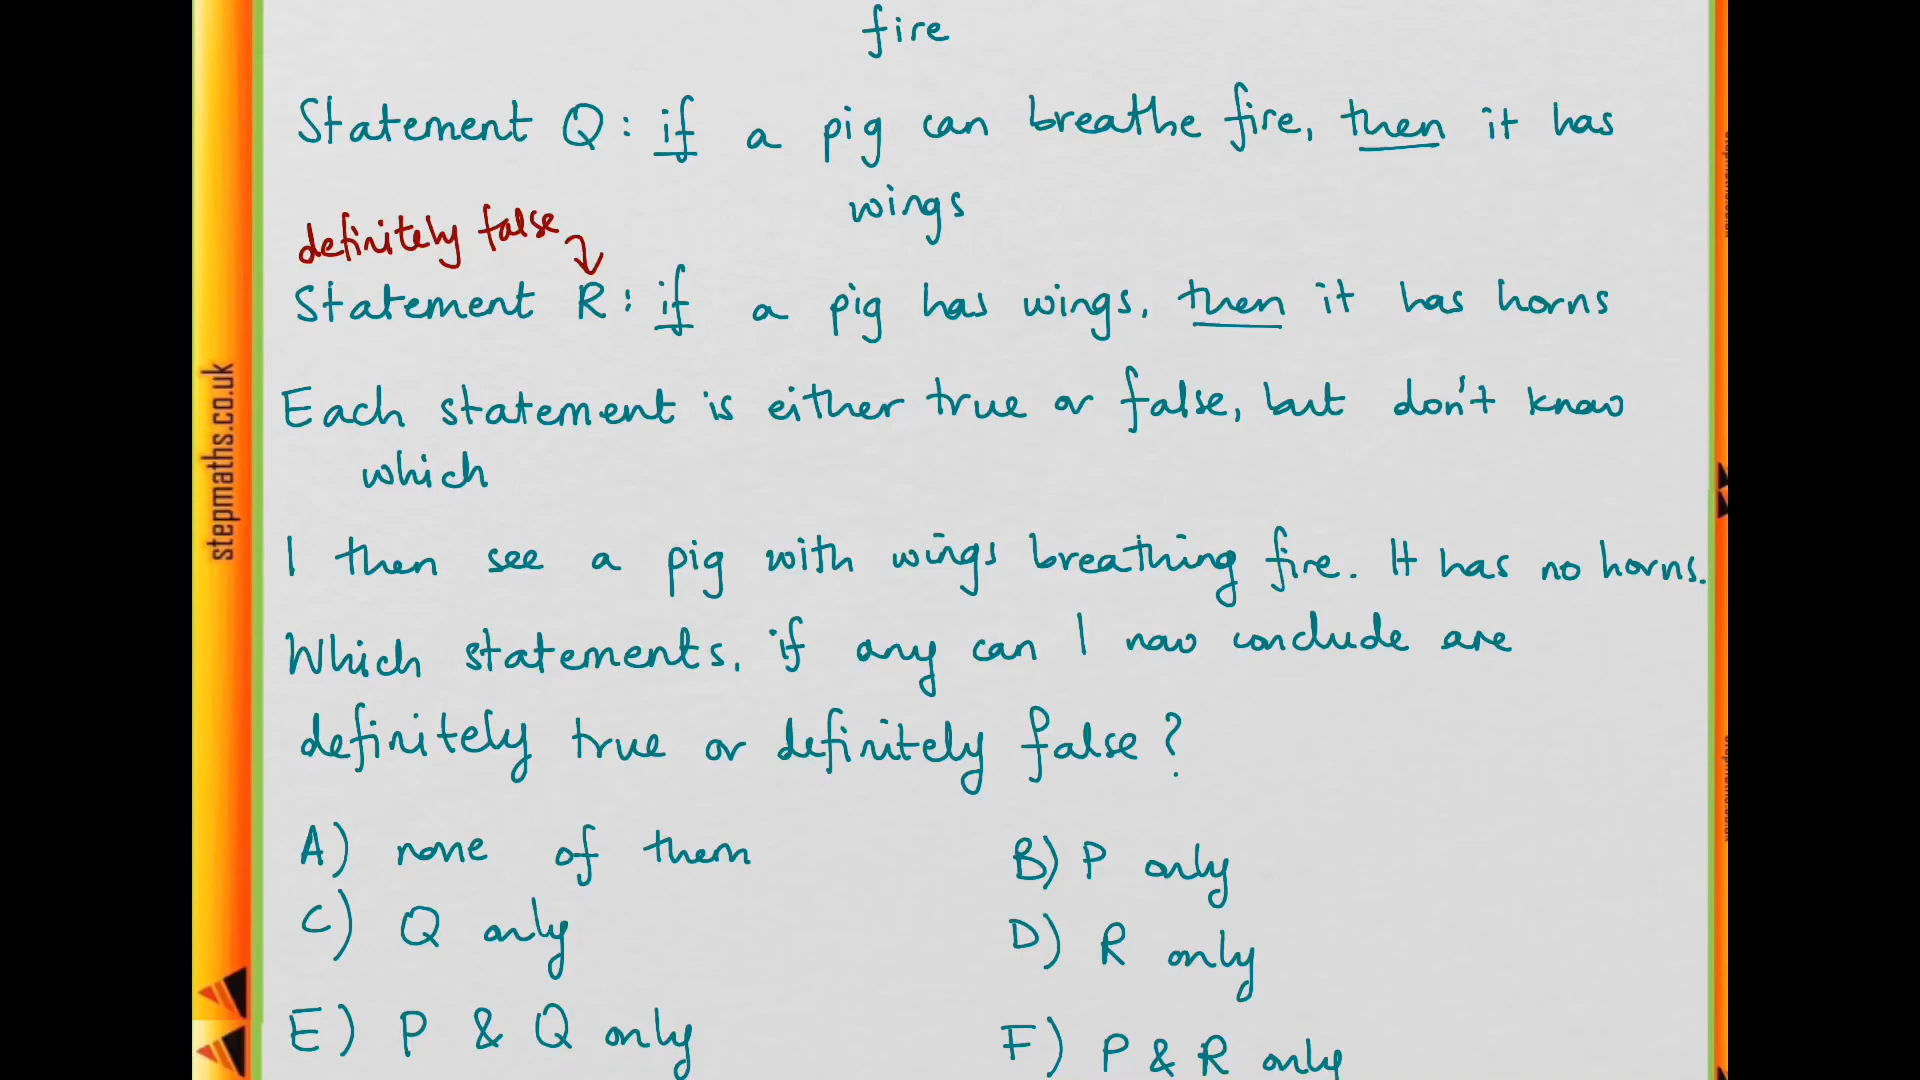 fire
Statement Q: if a pig can breathe fire, then it has
wings
definitely false
Statement R: if a pig has wings, then it has horns
Each statement is either true or false, but don't know
which
I then see a pig with wings breathing fire. It has no horns.
Which statements, if any can I now conclude are
definitely true or definitely false?
A) none of them
B) P only
C) Q only
D) R only
E) P & Q only
F) P & R only
stepmaths.co.uk